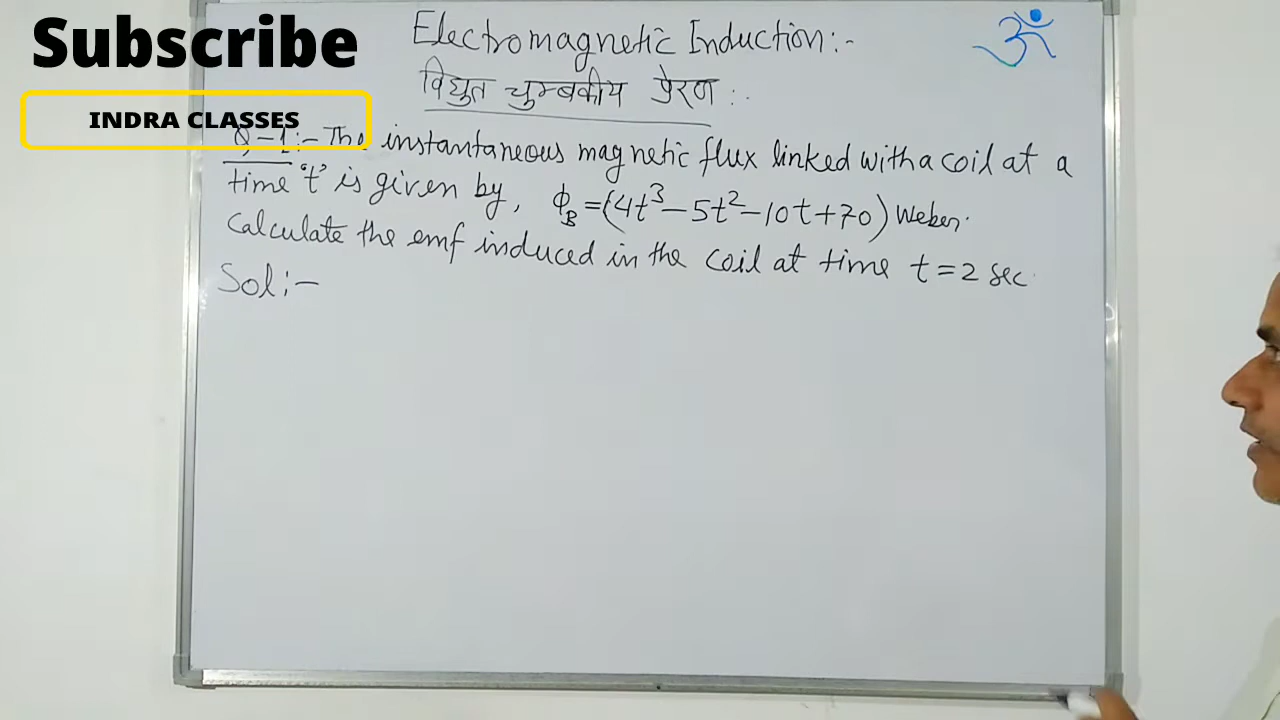 Subscribe
INDRA CLASSES
Electromagnetic Induction:-
ॐ
विद्युत चुम्बकीय प्रेरण :-
Q-1:- The instantaneous magnetic flux linked with a coil at a
time 't' is given by, ϕ_B = (4t³-5t²-10t+70) Weber.
Calculate the emf induced in the coil at time t=2 sec.
Sol:-